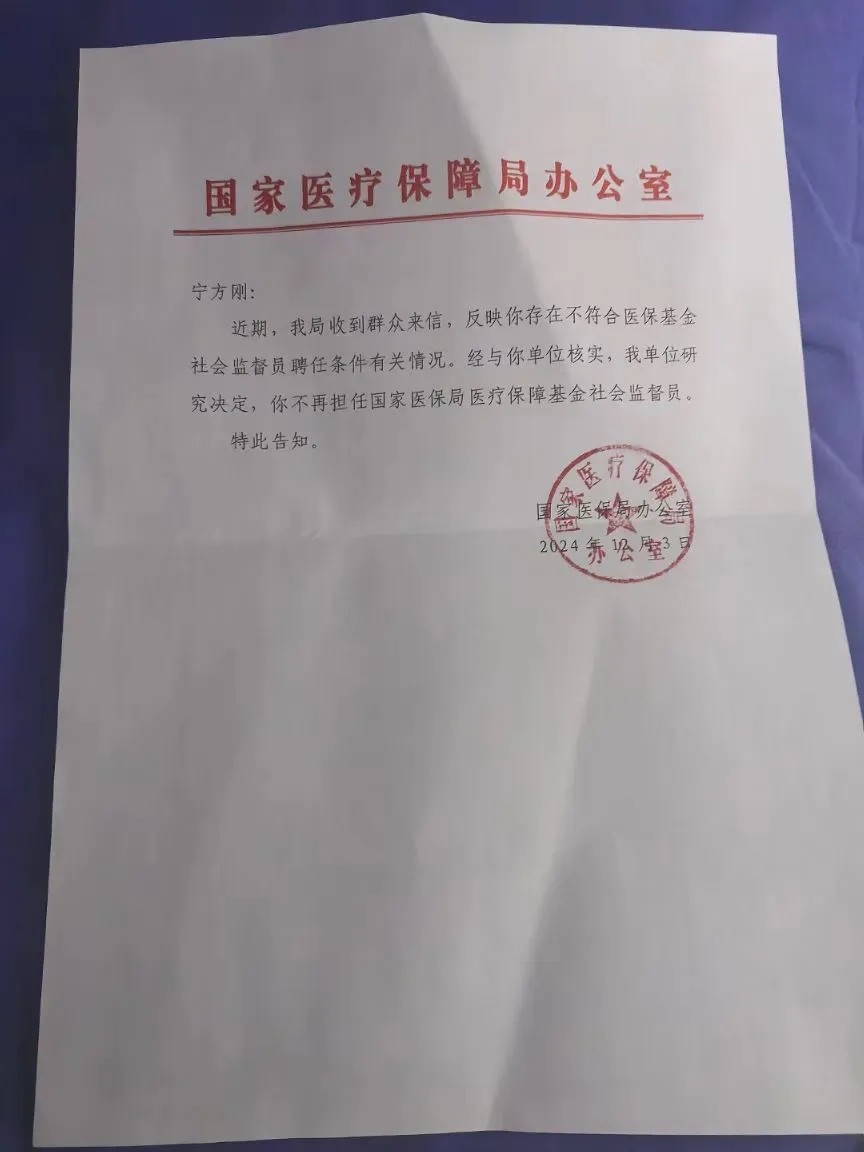 国家医疗保障局办公室
宁方刚：
近期，我局收到群众来信，反映你存在不符合医保基金
社会监督员聘任条件有关情况。经与你单位核实，我单位研
究决定，你不再担任国家医保局医疗保障基金社会监督员。
特此告知。
国家医保局办公室
2024 年 12 月 3 日
国家医疗保障局
办公室